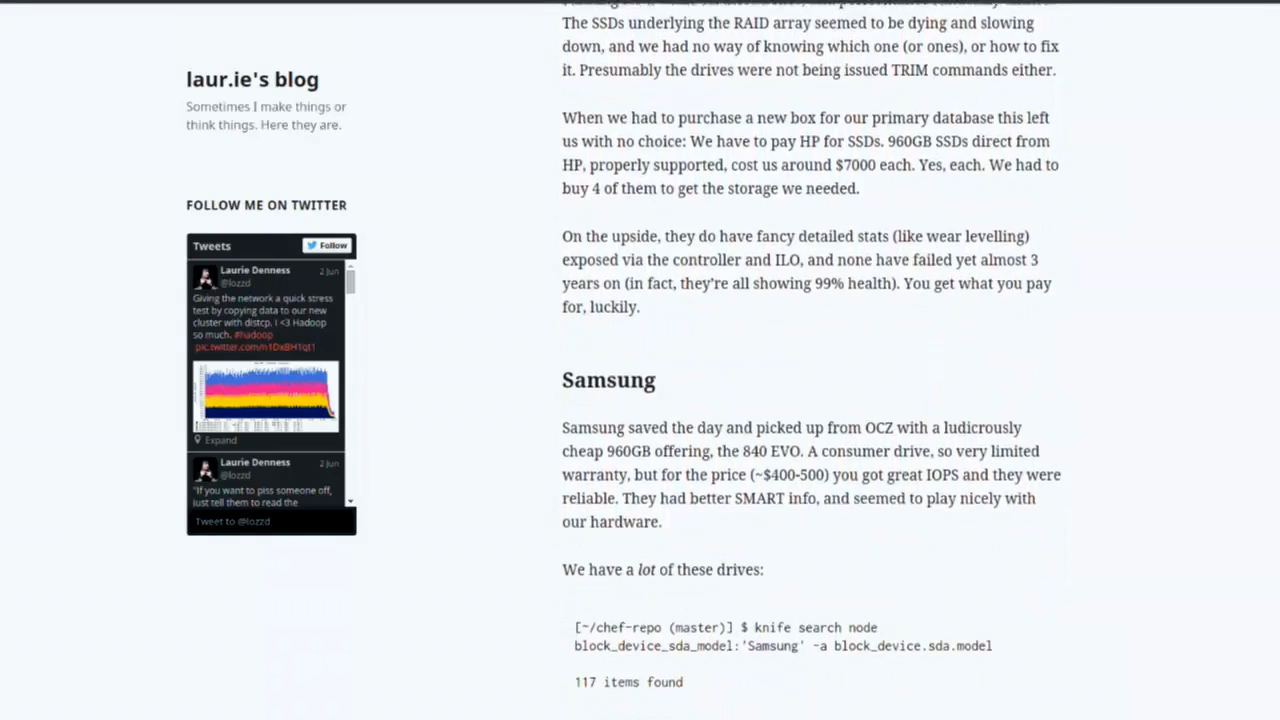 laur.ie's blog
Sometimes I make things or
think things. Here they are.
FOLLOW ME ON TWITTER
Tweets
Follow
Laurie Denness
2 Jun
@lozzd
Giving the network a quick stress
test by copying data to our new
cluster with distcp. I <3 Hadoop
so much. #hadoop
pic.twitter.com/m1DxBH1qt1
Expand
Laurie Denness
2 Jun
@lozzd
"If you want to piss someone off,
just tell them to read the
Tweet to @lozzd
The SSDs underlying the RAID array seemed to be dying and slowing
down, and we had no way of knowing which one (or ones), or how to fix
it. Presumably the drives were not being issued TRIM commands either.
When we had to purchase a new box for our primary database this left
us with no choice: We have to pay HP for SSDs. 960GB SSDs direct from
HP, properly supported, cost us around $7000 each. Yes, each. We had to
buy 4 of them to get the storage we needed.
On the upside, they do have fancy detailed stats (like wear levelling)
exposed via the controller and ILO, and none have failed yet almost 3
years on (in fact, they're all showing 99% health). You get what you pay
for, luckily.
Samsung
Samsung saved the day and picked up from OCZ with a ludicrously
cheap 960GB offering, the 840 EVO. A consumer drive, so very limited
warranty, but for the price (~$400-500) you got great IOPS and they were
reliable. They had better SMART info, and seemed to play nicely with
our hardware.
We have a lot of these drives:
[~/chef-repo (master)] $ knife search node
block_device_sda_model:'Samsung' -a block_device.sda.model
117 items found